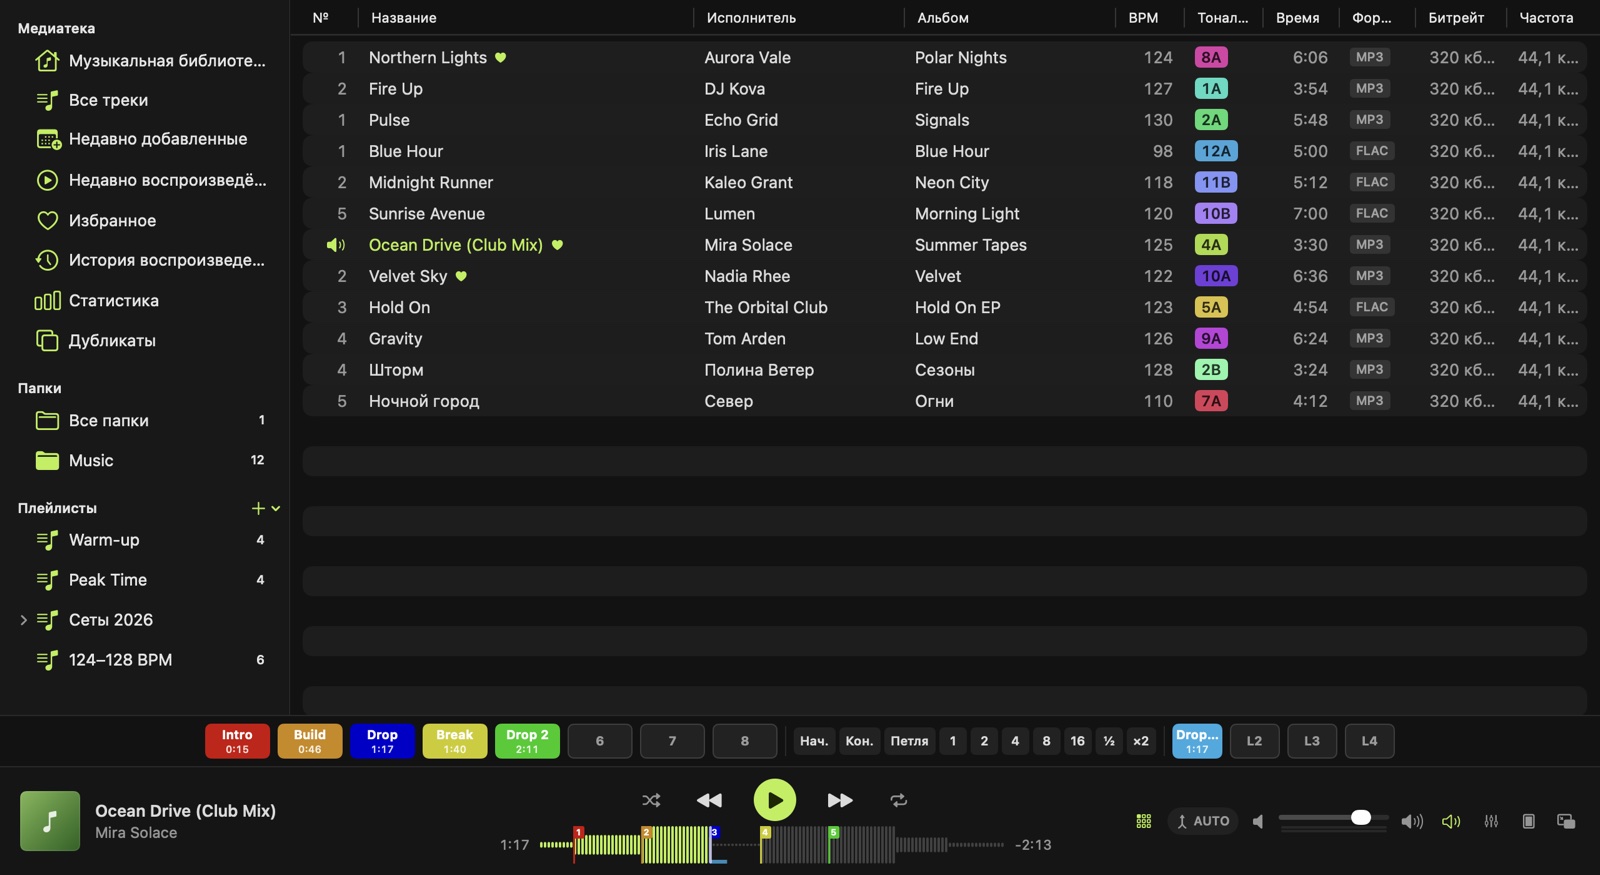 Медиатека
Музыкальная библиоте...
Все треки
Недавно добавленные
Недавно воспроизведё...
Избранное
История воспроизведе...
Статистика
Дубликаты
Папки
Все папки 1
Music 12
Плейлисты
Warm-up 4
Peak Time 4
Сеты 2026
124–128 BPM 6
№ Название Исполнитель Альбом BPM Тонал... Время Фор... Битрейт Частота
1 Northern Lights Aurora Vale Polar Nights 124 8A 6:06 MP3 320 кб... 44,1 к...
2 Fire Up DJ Kova Fire Up 127 1A 3:54 MP3 320 кб... 44,1 к...
1 Pulse Echo Grid Signals 130 2A 5:48 MP3 320 кб... 44,1 к...
1 Blue Hour Iris Lane Blue Hour 98 12A 5:00 FLAC 320 кб... 44,1 к...
2 Midnight Runner Kaleo Grant Neon City 118 11B 5:12 FLAC 320 кб... 44,1 к...
5 Sunrise Avenue Lumen Morning Light 120 10B 7:00 FLAC 320 кб... 44,1 к...
Ocean Drive (Club Mix) Mira Solace Summer Tapes 125 4A 3:30 MP3 320 кб... 44,1 к...
2 Velvet Sky Nadia Rhee Velvet 122 10A 6:36 MP3 320 кб... 44,1 к...
3 Hold On The Orbital Club Hold On EP 123 5A 4:54 FLAC 320 кб... 44,1 к...
4 Gravity Tom Arden Low End 126 9A 6:24 MP3 320 кб... 44,1 к...
4 Шторм Полина Ветер Сезоны 128 2B 3:24 MP3 320 кб... 44,1 к...
5 Ночной город Север Огни 110 7A 4:12 MP3 320 кб... 44,1 к...
Intro Build Drop Break Drop 2 6 7 8 Нач. Кон. Петля 1 2 4 8 16 ½ ×2 Drop... L2 L3 L4
0:15 0:46 1:17 1:40 2:11 1:17
Ocean Drive (Club Mix)
Mira Solace
1 2 3 4 5
1:17 -2:13
AUTO